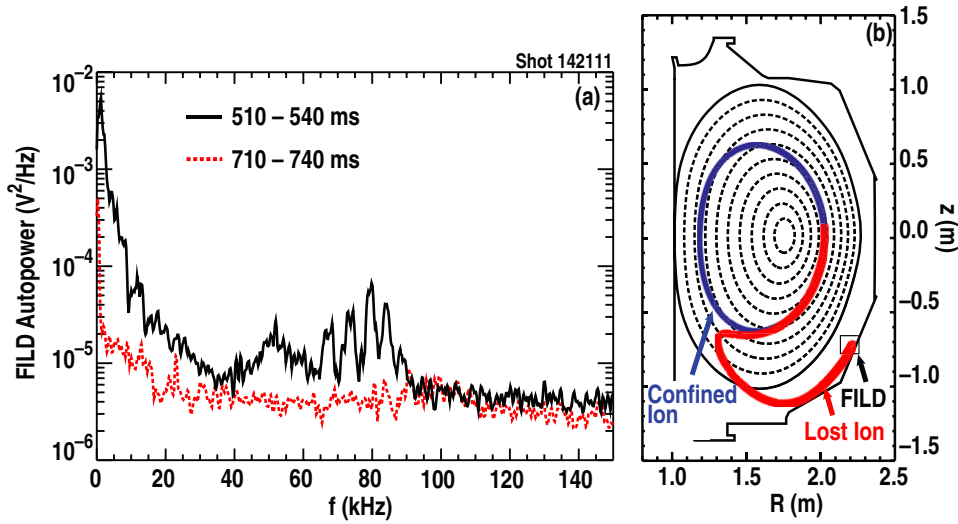 Shot 142111
(a)
510 – 540 ms
710 – 740 ms
FILD Autopower (V²/Hz)
10⁻²
10⁻³
10⁻⁴
10⁻⁵
10⁻⁶
0 20 40 60 80 100 120 140
f (kHz)
(b)
1.5
1.0
0.5
0.0
−0.5
−1.0
−1.5
z (m)
Confined
Ion
FILD
Lost Ion
1.0 1.5 2.0 2.5
R (m)